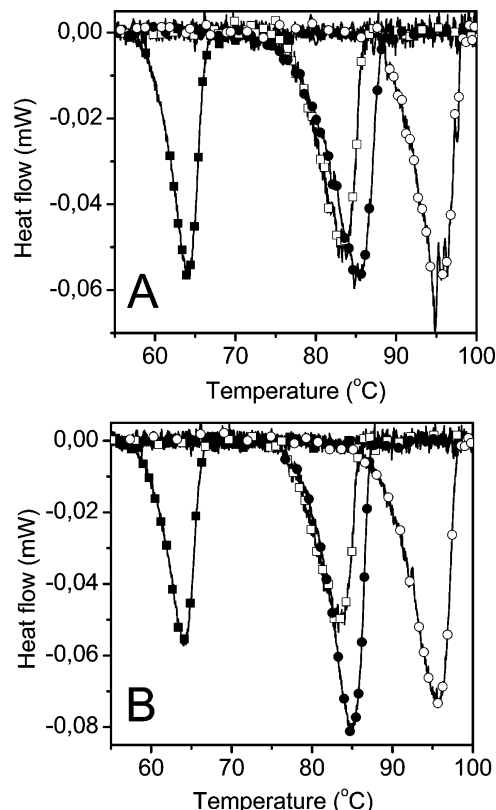 0,00
-0,02
-0,04
-0,06
Heat flow (mW)
A
60 70 80 90 100
Temperature (°C)
0,00
-0,02
-0,04
-0,06
-0,08
Heat flow (mW)
B
60 70 80 90 100
Temperature (°C)